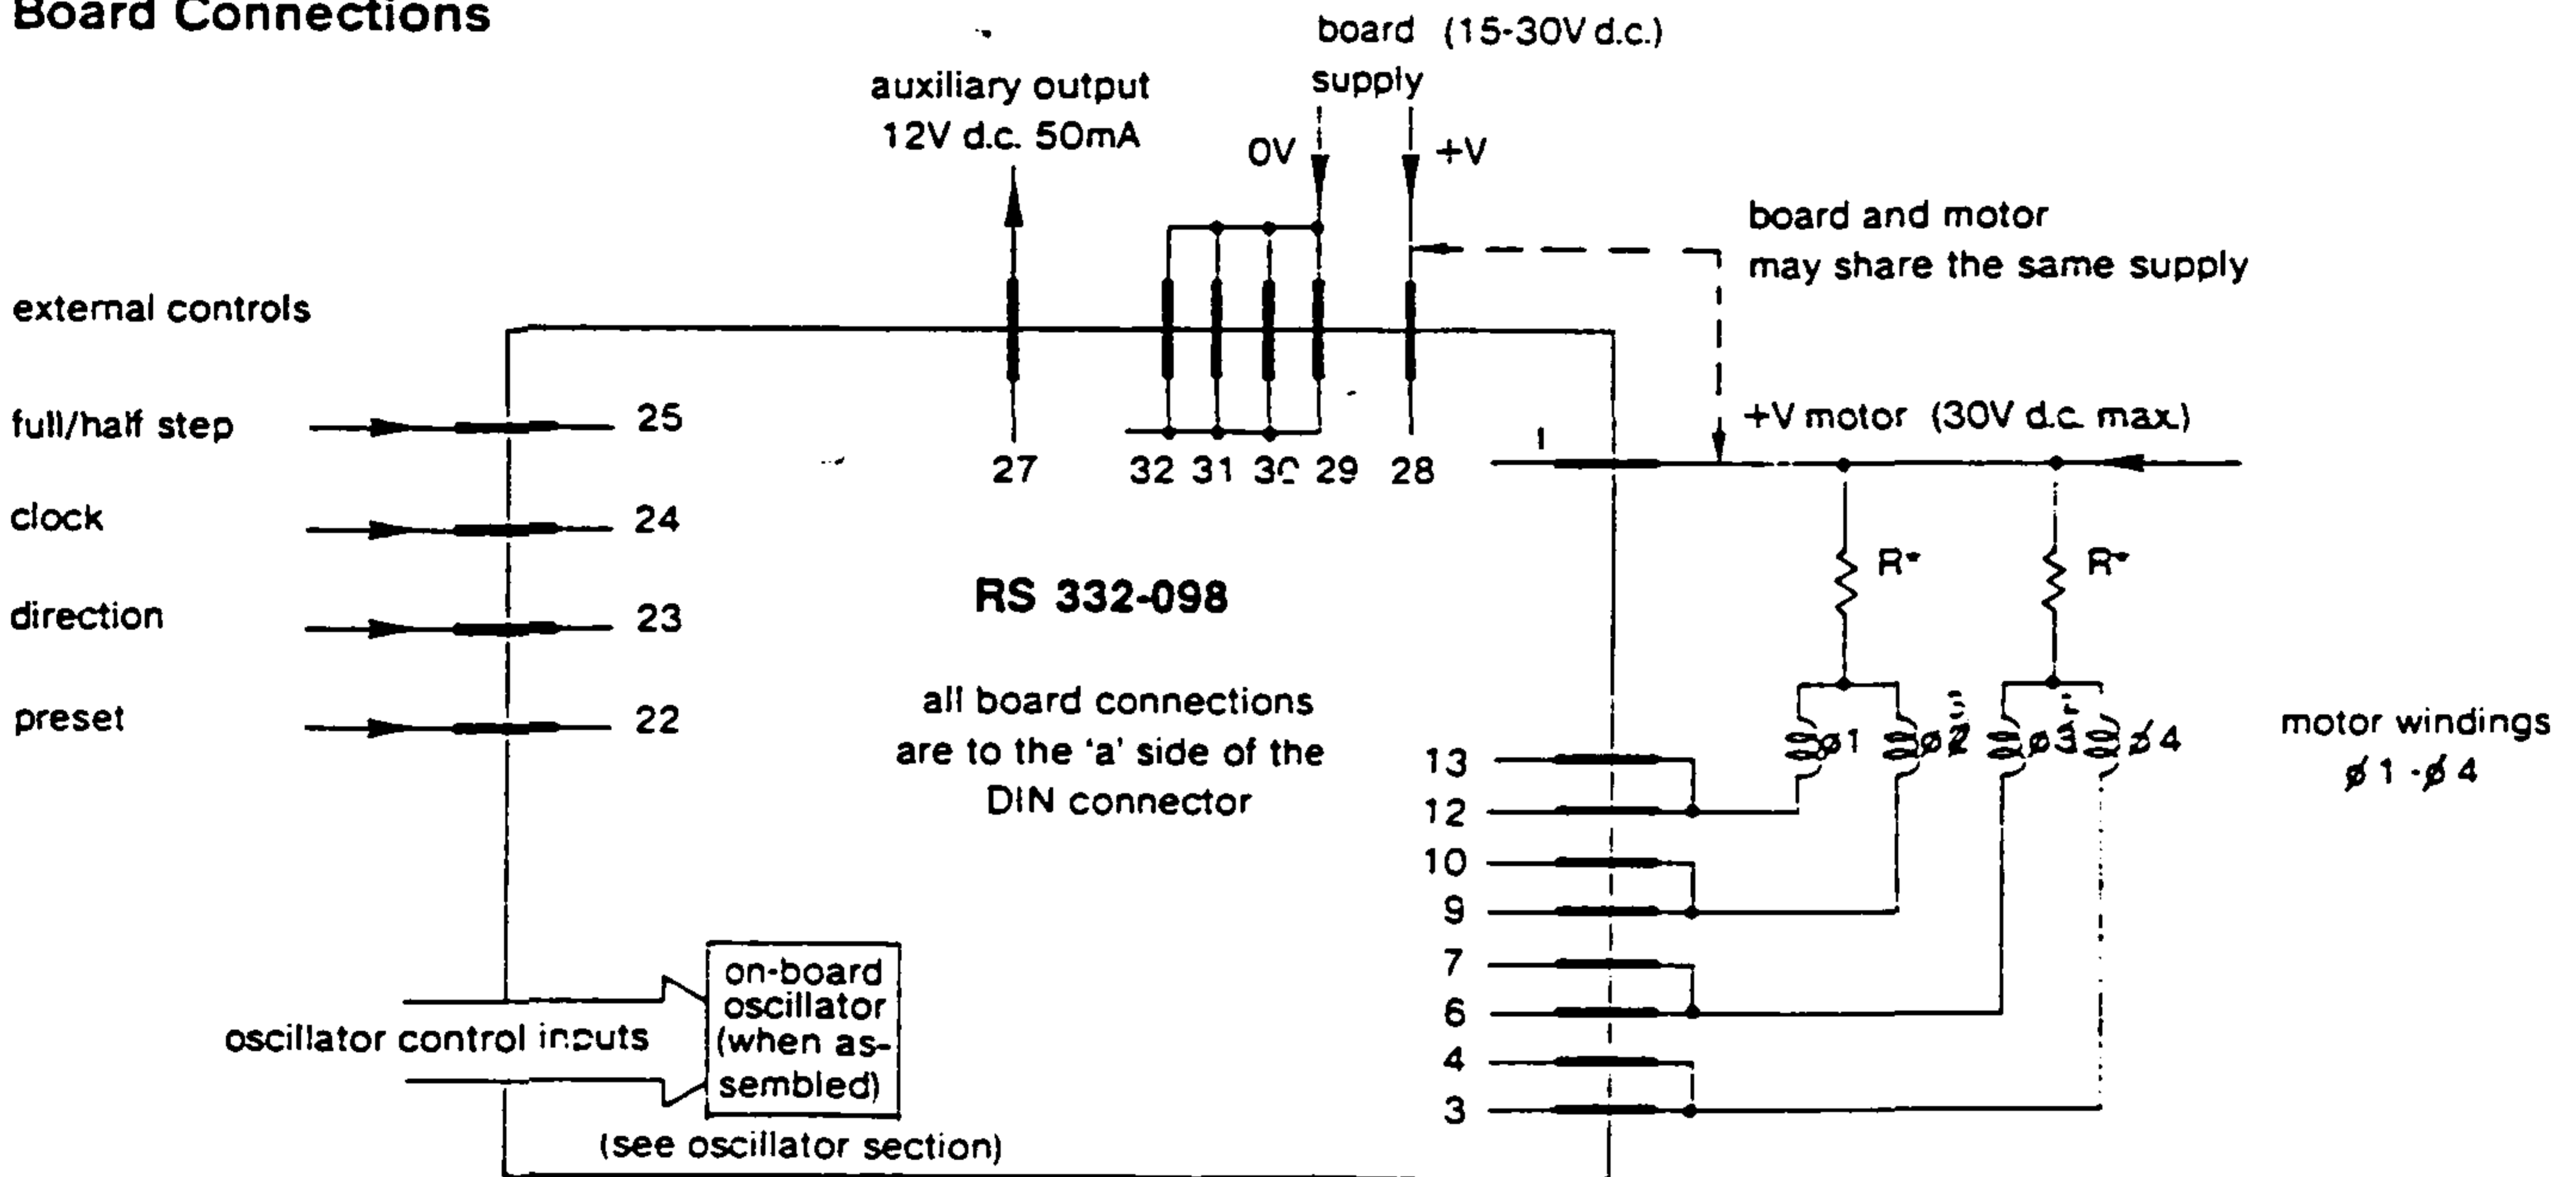 Board Connections
board (15-30V d.c.)
supply
auxiliary output
12V d.c. 50mA
0V
+V
board and motor
may share the same supply
external controls
full/half step
25
clock
24
direction
23
preset
22
27
32 31 30 29 28
1
+V motor (30V d.c. max.)
R*
R*
RS 332-098
all board connections
are to the 'a' side of the
DIN connector
ø1
ø2
ø3
ø4
motor windings
ø1-ø4
13
12
10
9
7
6
4
3
oscillator control inputs
on-board
oscillator
(when as-
sembled)
(see oscillator section)